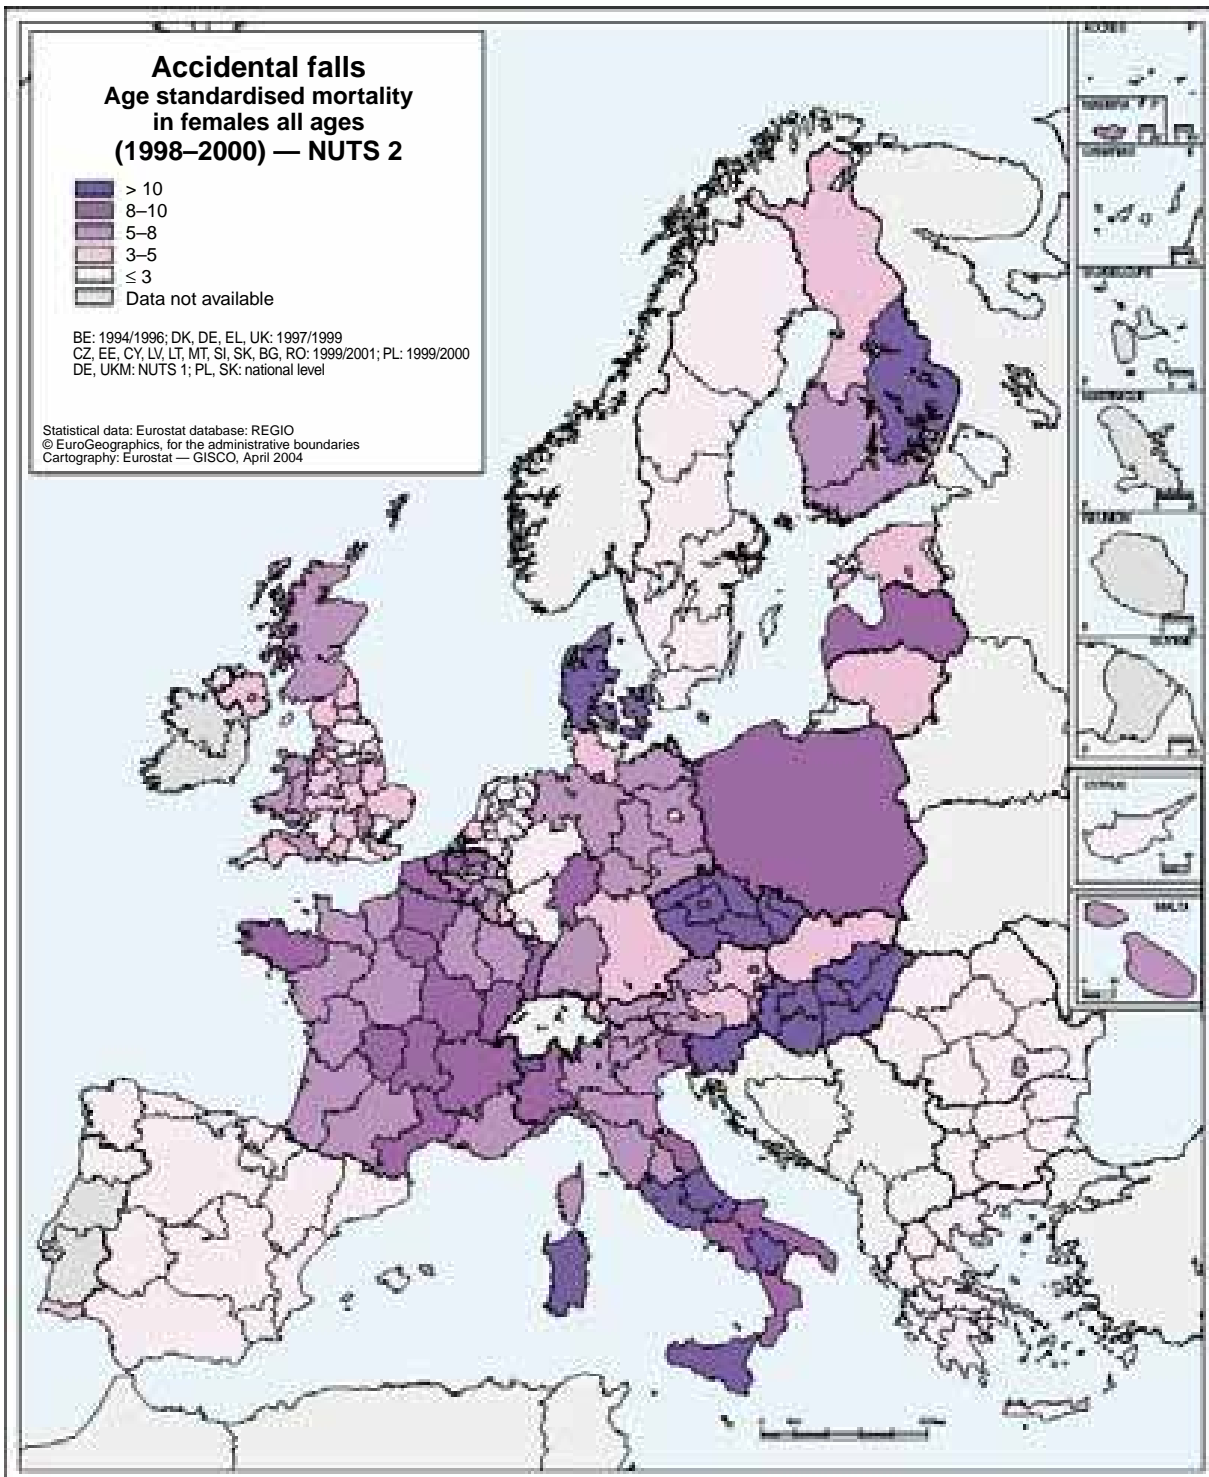 Accidental falls
Age standardised mortality
in females all ages
(1998–2000) — NUTS 2
> 10
8–10
5–8
3–5
≤ 3
Data not available
BE: 1994/1996; DK, DE, EL, UK: 1997/1999
CZ, EE, CY, LV, LT, MT, SI, SK, BG, RO: 1999/2001; PL: 1999/2000
DE, UKM: NUTS 1; PL, SK: national level
Statistical data: Eurostat database: REGIO
© EuroGeographics, for the administrative boundaries
Cartography: Eurostat — GISCO, April 2004
MALTA